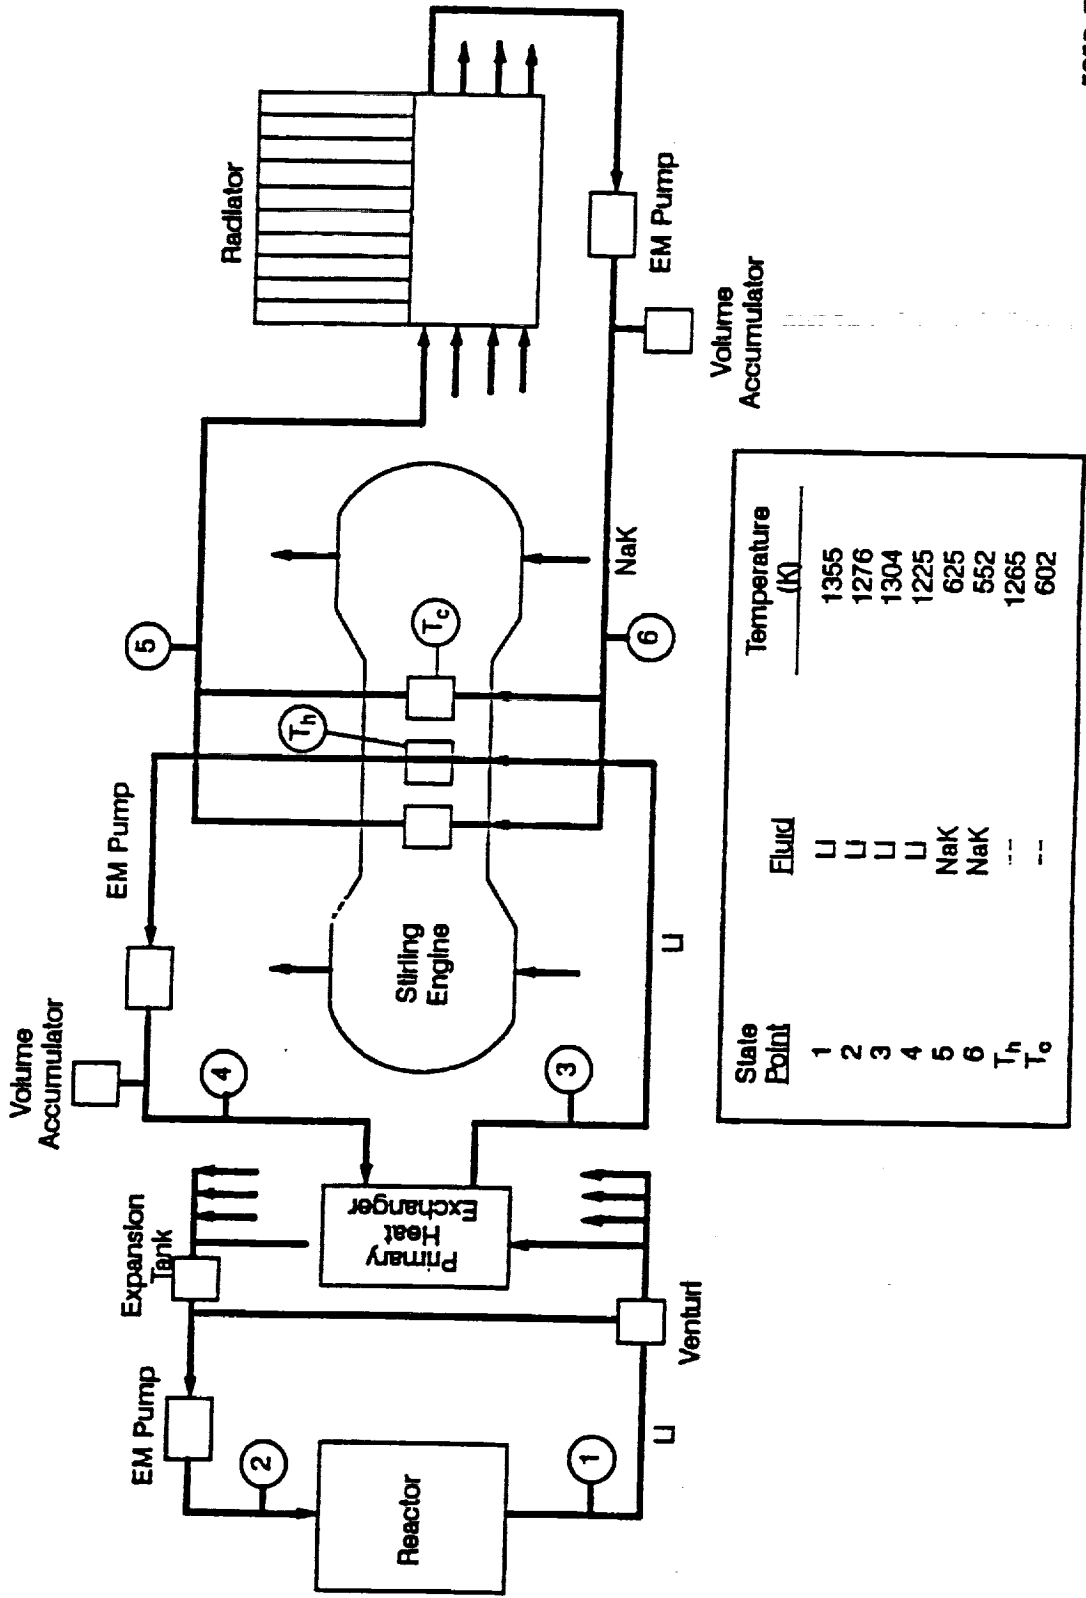 Volume
Accumulator
EM Pump
Expansion
Tank
EM Pump
Radiator
5
2
4
Th
Tc
Reactor
Primary
Heat
Exchanger
Stirling
Engine
NaK
EM Pump
1
3
6
Li
Venturi
Li
Volume
Accumulator
State Point Fluid Temperature (K)
1 Li 1355
2 Li 1276
3 Li 1304
4 Li 1225
5 NaK 625
6 NaK 552
Th -- 1265
Tc -- 602